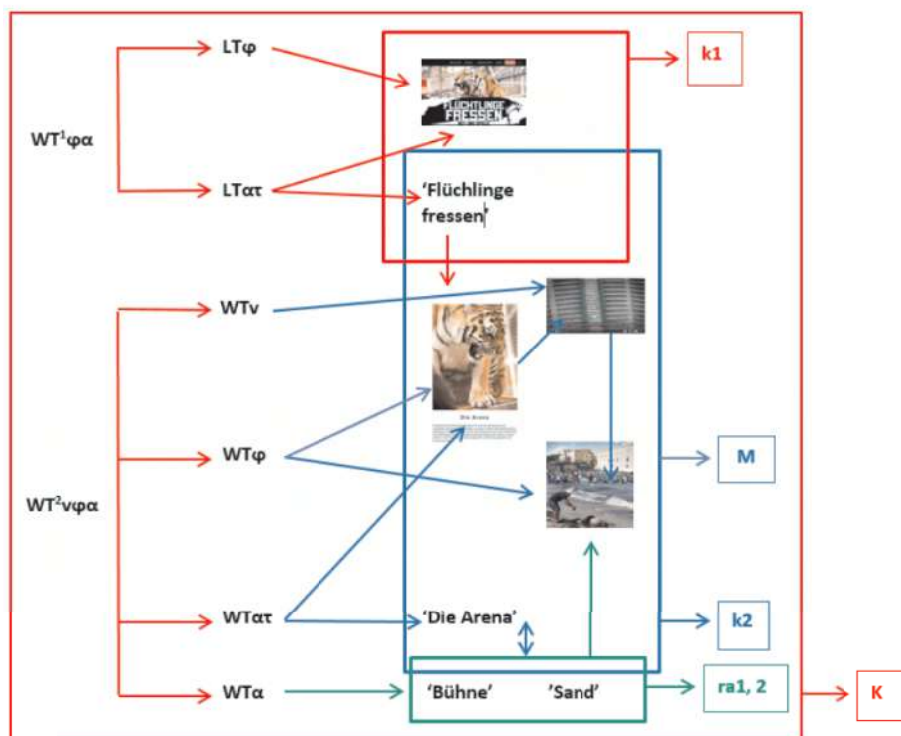 LTφ
k1
FLÜCHTLINGE
FRESSEN
WT¹φα
LTατ
‘Flüchlinge
fressen’
WTν
Die Arena
WTφ
M
WT²νφα
WTατ
‘Die Arena’
k2
WTα
‘Bühne’ ’Sand’
ra1, 2
K